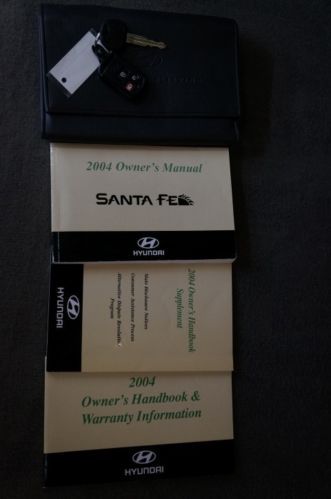 2004 Owner's Manual
SANTA FE
HYUNDAI
2004 Owner's Handbook
Supplement
State Disclosure Notices
Consumer Assistance Process
Alternative Dispute Resolution
Program
HYUNDAI
2004
Owner's Handbook &
Warranty Information
HYUNDAI